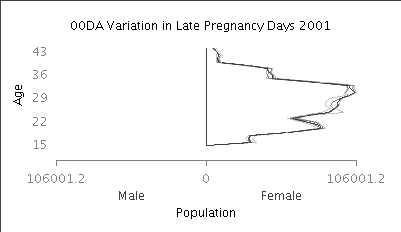 00DA Variation in Late Pregnancy Days 2001
43
36
29
22
15
Age
106001.2 0 106001.2
Male Female
Population